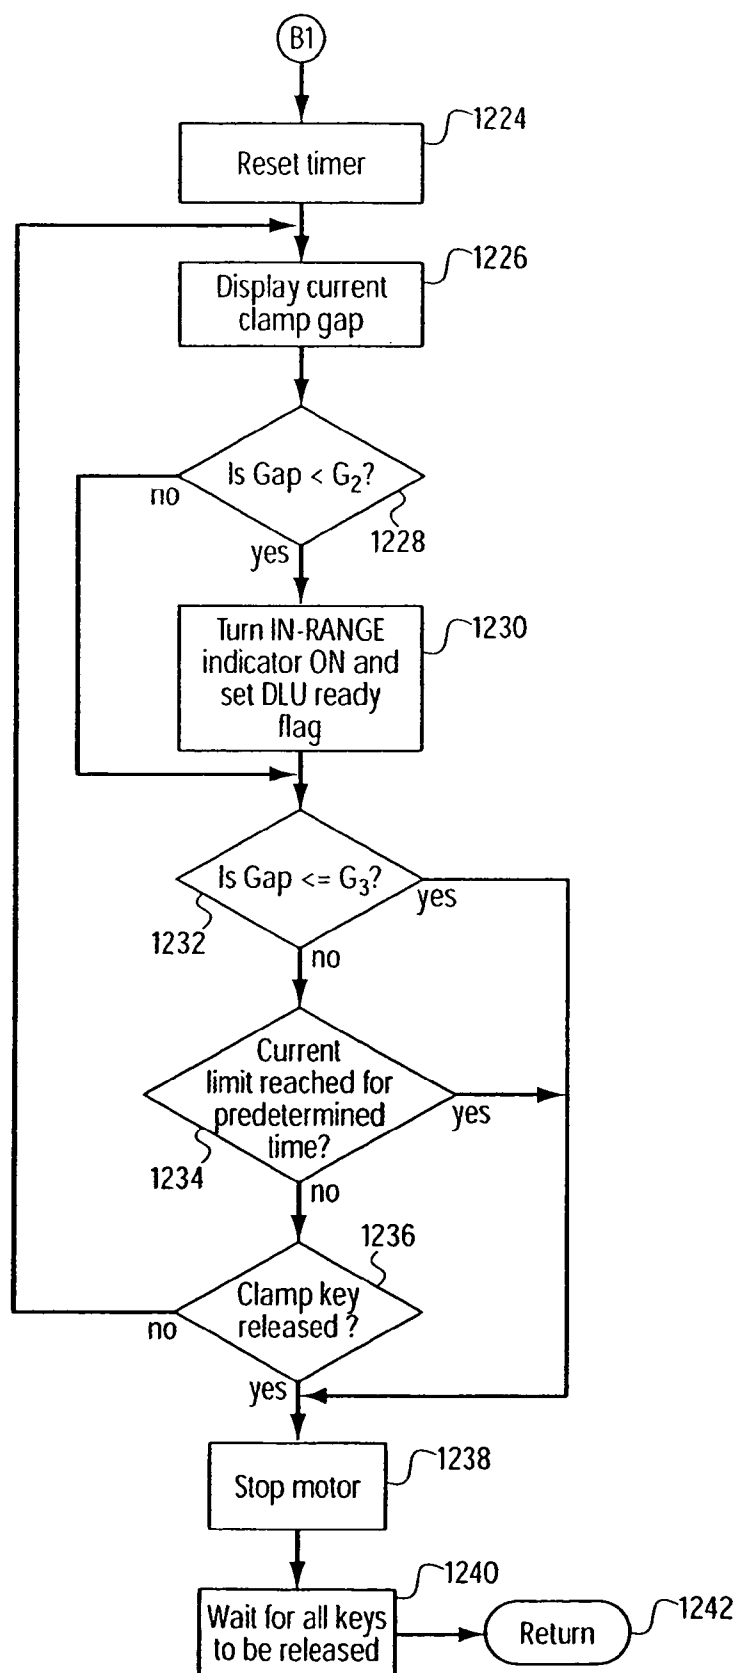 B1
1224
Reset timer
1226
Display current
clamp gap
Is Gap < G2?
no
1228
yes
Turn IN-RANGE
indicator ON and
set DLU ready
flag
1230
Is Gap <= G3?
yes
1232
no
Current
limit reached for
predetermined
time?
yes
1234
no
1236
Clamp key
released ?
no
yes
1238
Stop motor
1240
Wait for all keys
to be released
Return
1242